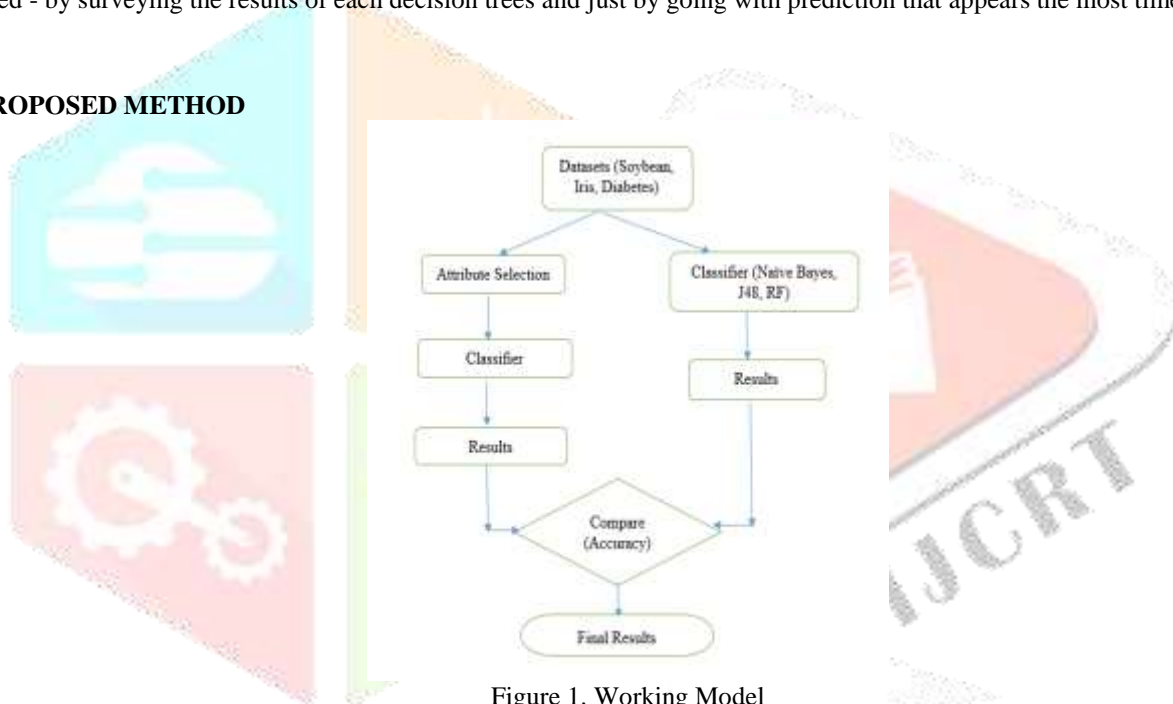 ed - by surveying the results of each decision trees and just by going with prediction that appears the most time
ROPOSED METHOD
Datasets (Soybean,
Iris, Diabetes)
Attribute Selection
Classifier (Naive Bayes,
J48, RF)
Classifier
Results
Results
Compare
(Accuracy)
Final Results
IJCRT
Figure 1. Working Model